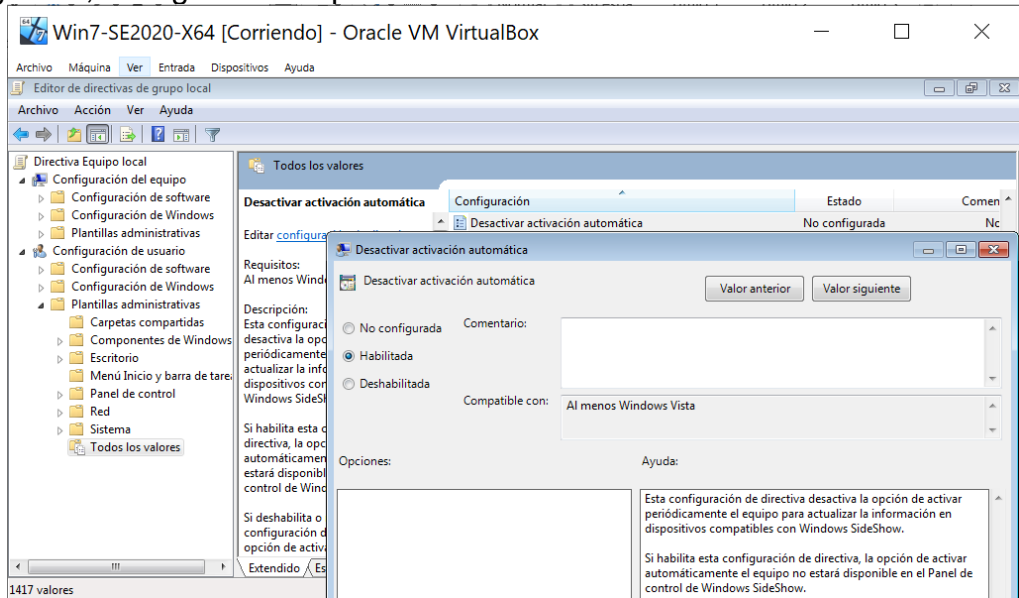 Win7-SE2020-X64 [Corriendo] - Oracle VM VirtualBox
Archivo Máquina Ver Entrada Dispositivos Ayuda
Editor de directivas de grupo local
Archivo Acción Ver Ayuda
Directiva Equipo local
Configuración del equipo
Configuración de software
Configuración de Windows
Plantillas administrativas
Configuración de usuario
Configuración de software
Configuración de Windows
Plantillas administrativas
Carpetas compartidas
Componentes de Windows
Escritorio
Menú Inicio y barra de tarea
Panel de control
Red
Sistema
Todos los valores
Todos los valores
Desactivar activación automática
Editar configura
Requisitos:
Al menos Windo
Descripción:
Esta configuraci
desactiva la opc
periódicamente
actualizar la info
dispositivos com
Windows SideSh
Si habilita esta c
directiva, la opc
automáticamen
estará disponibl
control de Wind
Si deshabilita o
configuración d
opción de activa
Configuración Estado Comen
Desactivar activación automática No configurada Nc
Desactivar activación automática
Desactivar activación automática
Valor anterior Valor siguiente
No configurada
Habilitada
Deshabilitada
Comentario:
Compatible con: Al menos Windows Vista
Opciones: Ayuda:
Esta configuración de directiva desactiva la opción de activar
periódicamente el equipo para actualizar la información en
dispositivos compatibles con Windows SideShow.
Si habilita esta configuración de directiva, la opción de activar
automáticamente el equipo no estará disponible en el Panel de
control de Windows SideShow.
Extendido Es
1417 valores